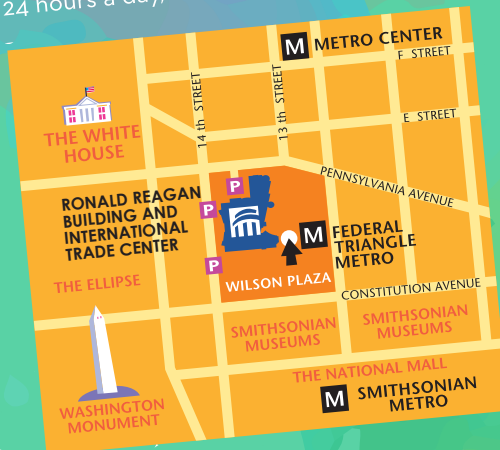 24 hours a day,
M METRO CENTER
F STREET
14th STREET
13th STREET
E STREET
THE WHITE
HOUSE
PENNSYLVANIA AVENUE
RONALD REAGAN
BUILDING AND
INTERNATIONAL
TRADE CENTER
P
P
P
M FEDERAL
TRIANGLE
METRO
WILSON PLAZA
THE ELLIPSE
CONSTITUTION AVENUE
SMITHSONIAN
MUSEUMS
SMITHSONIAN
MUSEUMS
THE NATIONAL MALL
M SMITHSONIAN
METRO
WASHINGTON
MONUMENT